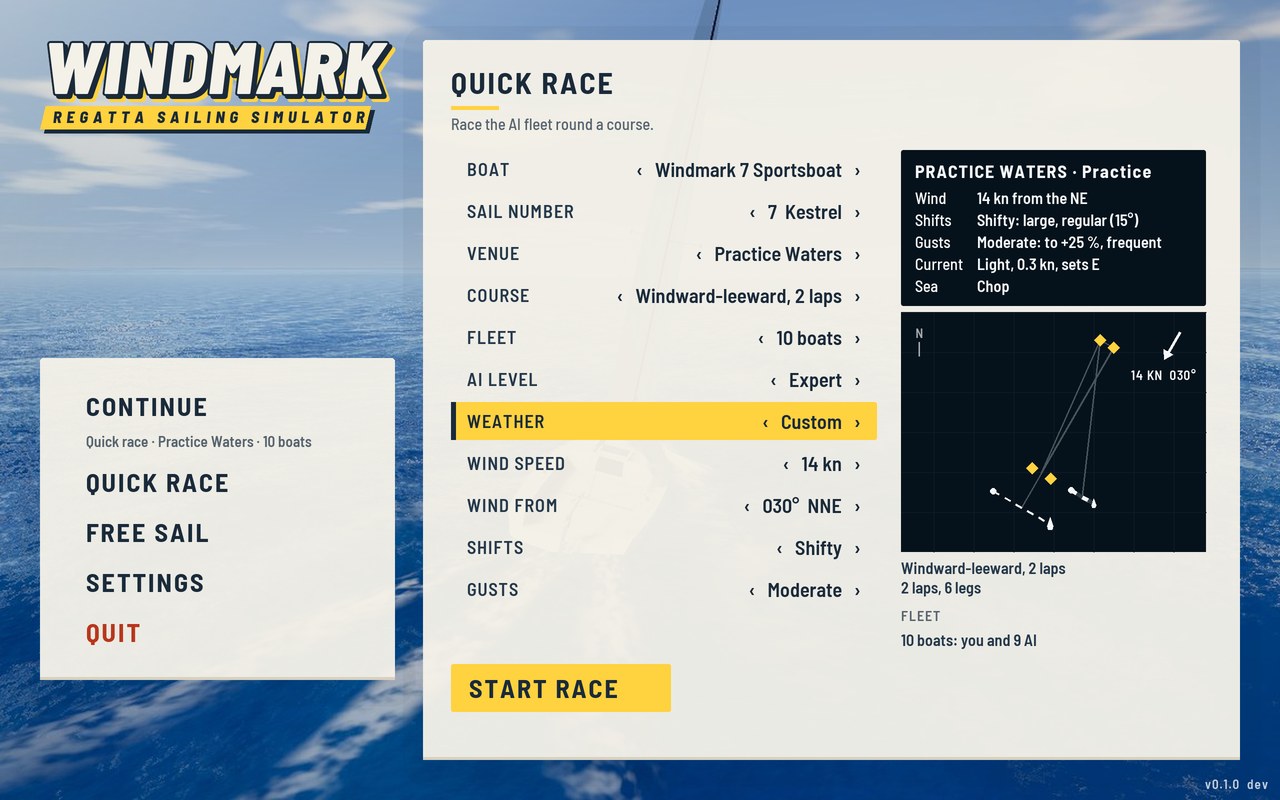 WINDMARK
REGATTA SAILING SIMULATOR
CONTINUE
Quick race · Practice Waters · 10 boats
QUICK RACE
FREE SAIL
SETTINGS
QUIT
QUICK RACE
Race the AI fleet round a course.
BOAT ‹ Windmark 7 Sportsboat ›
SAIL NUMBER ‹ 7 Kestrel ›
VENUE ‹ Practice Waters ›
COURSE ‹ Windward-leeward, 2 laps ›
FLEET ‹ 10 boats ›
AI LEVEL ‹ Expert ›
WEATHER ‹ Custom ›
WIND SPEED ‹ 14 kn ›
WIND FROM ‹ 030° NNE ›
SHIFTS ‹ Shifty ›
GUSTS ‹ Moderate ›
START RACE
PRACTICE WATERS · Practice
Wind 14 kn from the NE
Shifts Shifty: large, regular (15°)
Gusts Moderate: to +25 %, frequent
Current Light, 0.3 kn, sets E
Sea Chop
N
14 KN 030°
Windward-leeward, 2 laps
2 laps, 6 legs
FLEET
10 boats: you and 9 AI
v0.1.0 dev